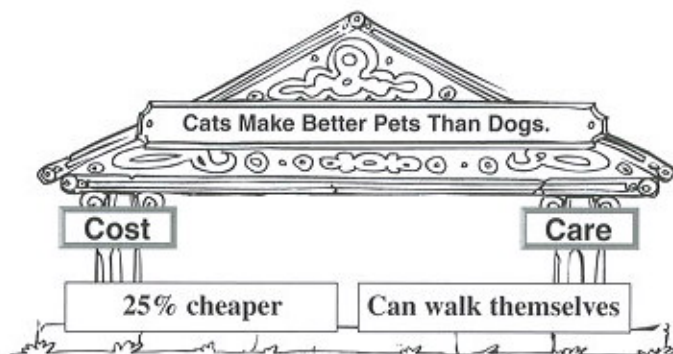 Cats Make Better Pets Than Dogs.
Cost
Care
25% cheaper
Can walk themselves